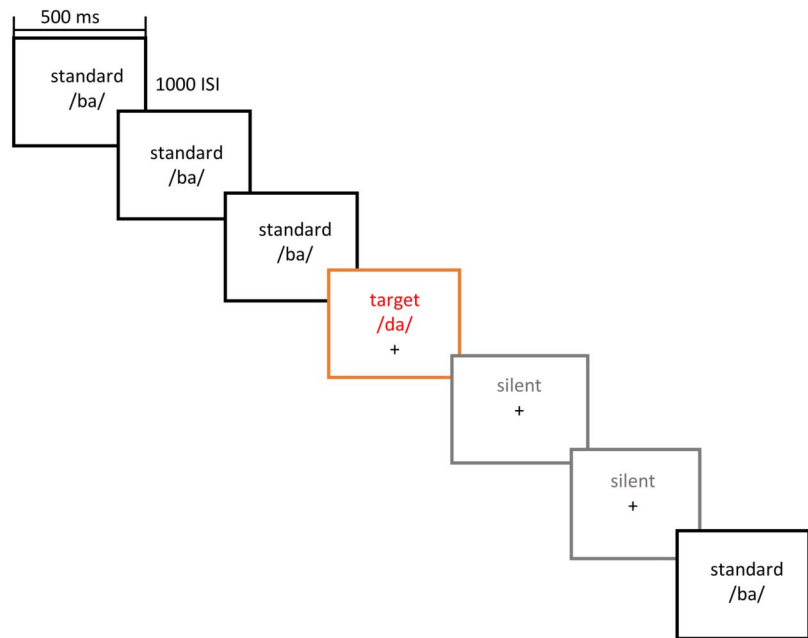 500 ms
standard
/ba/
1000 ISI
standard
/ba/
standard
/ba/
target
/da/
+
silent
+
silent
+
standard
/ba/